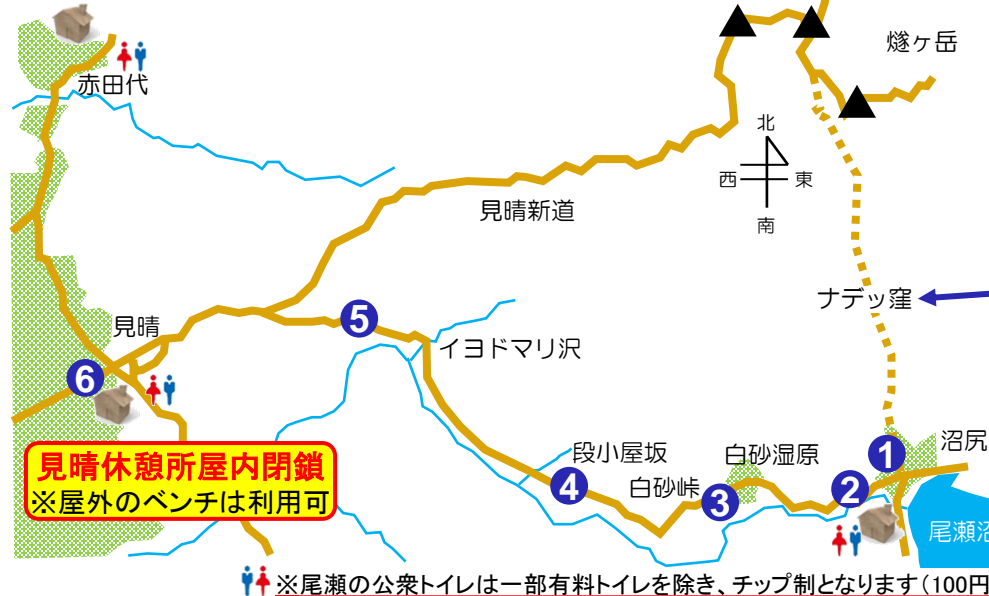 燧ヶ岳
赤田代
北
西 東
南
見晴新道
ナデッ窪
見晴
5
イヨドマリ沢
6
見晴休憩所屋内閉鎖
※屋外のベンチは利用可
段小屋坂
白砂湿原
沼尻
1
白砂峠
4
3
2
尾瀬沼
※尾瀬の公衆トイレは一部有料トイレを除き、チップ制となります(100円